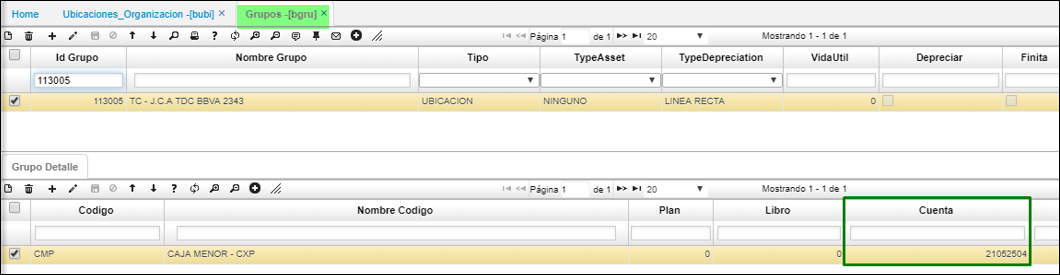 Home Ubicaciones_Organizacion -[bubi] × Grupos -[bgru] ×
Página 1 de 1 20 Mostrando 1 - 1 de 1
Id Grupo Nombre Grupo Tipo TypeAsset TypeDepreciation VidaUtil Depreciar Finita
113005
113005 TC - J.C.A TDC BBVA 2343 UBICACION NINGUNO LINEA RECTA 0
Grupo Detalle
Página 1 de 1 20 Mostrando 1 - 1 de 1
Codigo Nombre Codigo Plan Libro Cuenta
CMP CAJA MENOR - CXP 0 0 21052504